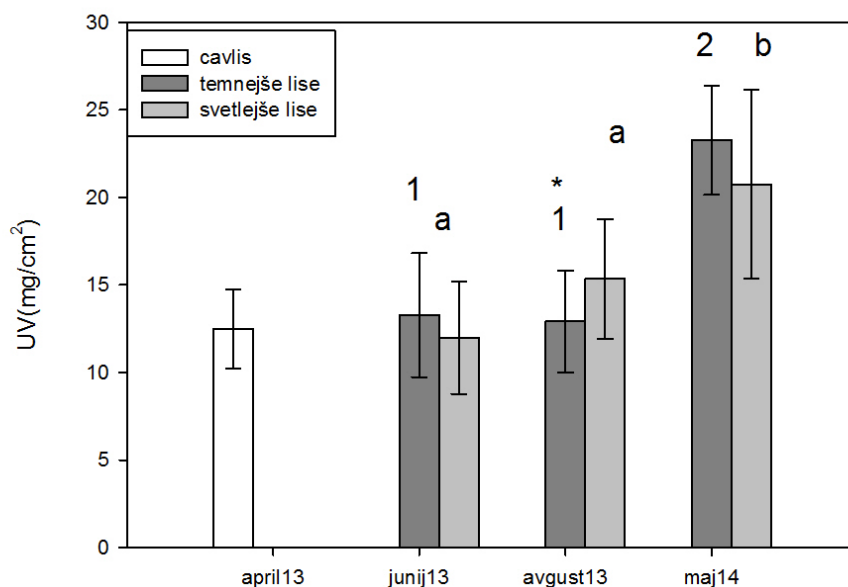 30
25
20
15
10
5
0
UV(mg/cm²)
cavlis
temnejše lise
svetlejše lise
1
a
*
1
a
2
b
april13
junij13
avgust13
maj14